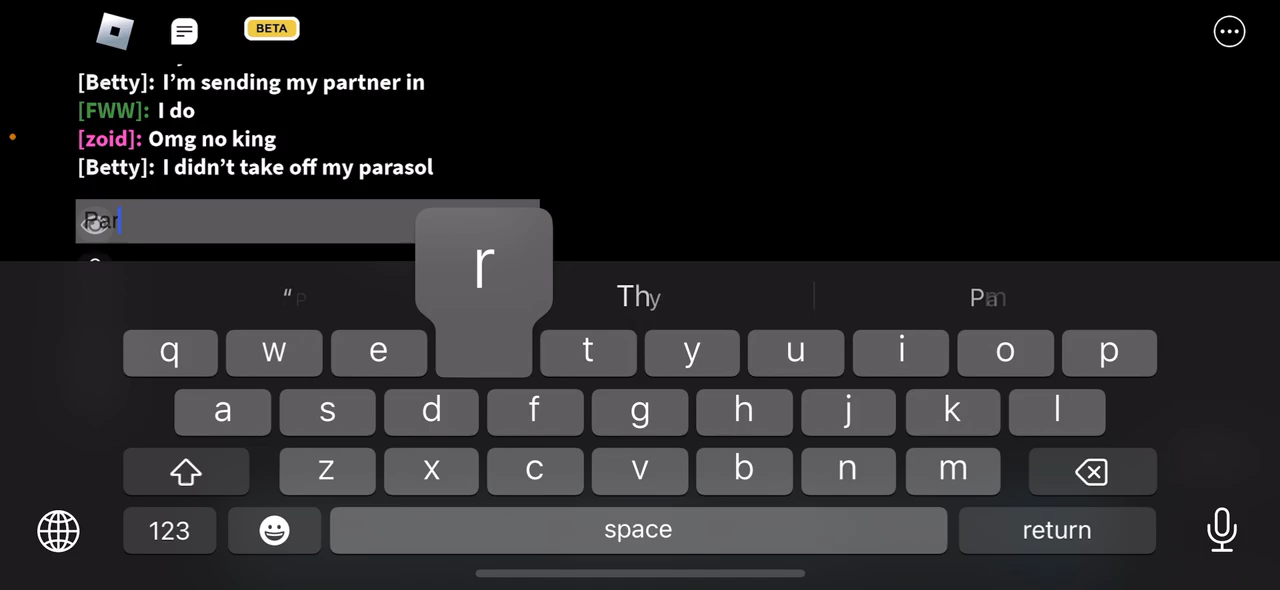 BETA
[Betty]: I'm sending my partner in
[FWW]: I do
[zoid]: Omg no king
[Betty]: I didn't take off my parasol
Par
r
“ P Thy
q w e t y u i o p
a s d f g h j k l
z x c v b n m
123 space return